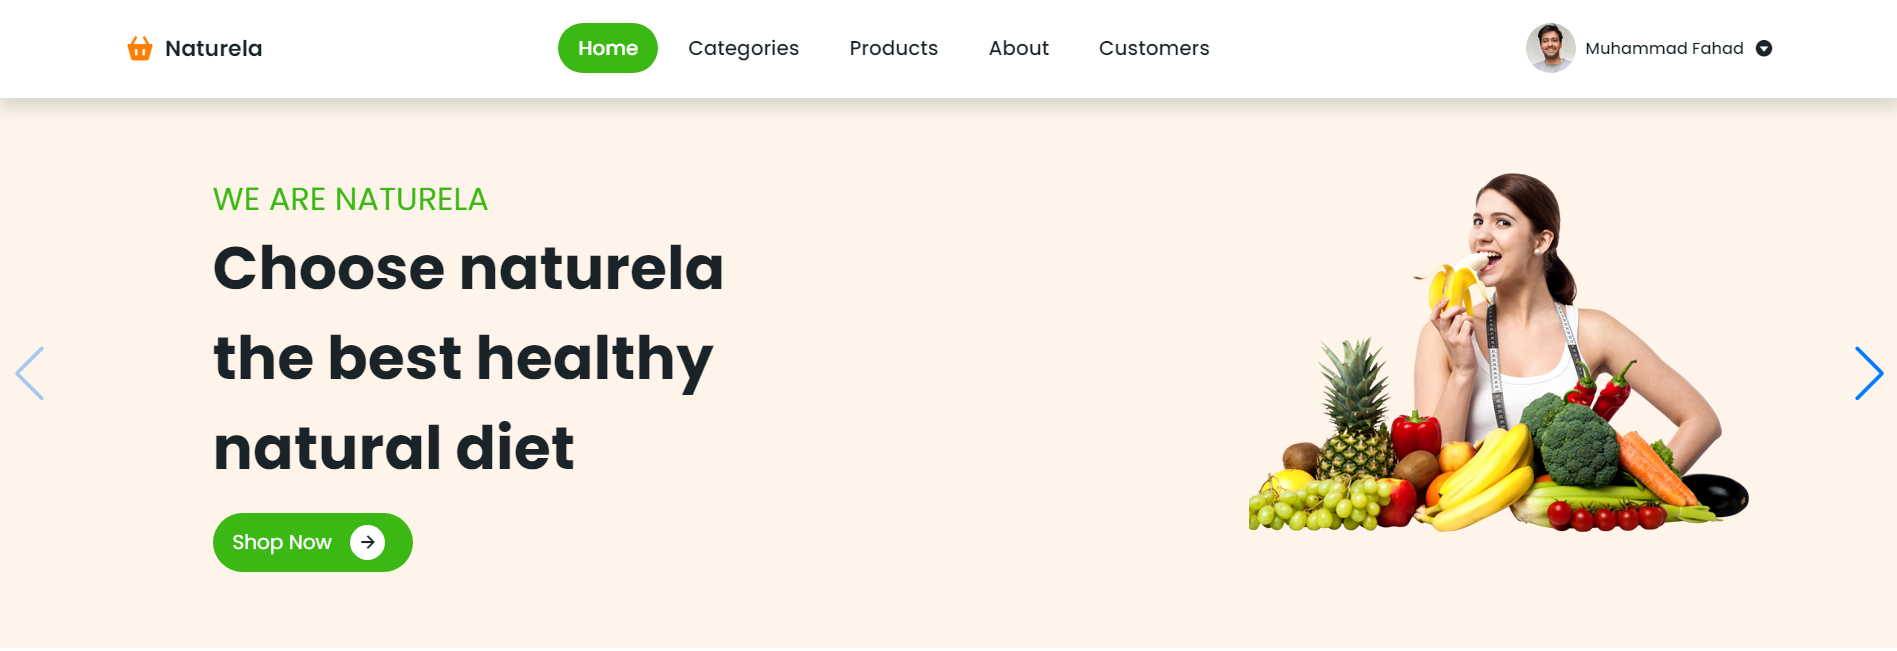 Naturela
Home
Categories
Products
About
Customers
Muhammad Fahad
WE ARE NATURELA
Choose naturela
the best healthy
natural diet
Shop Now